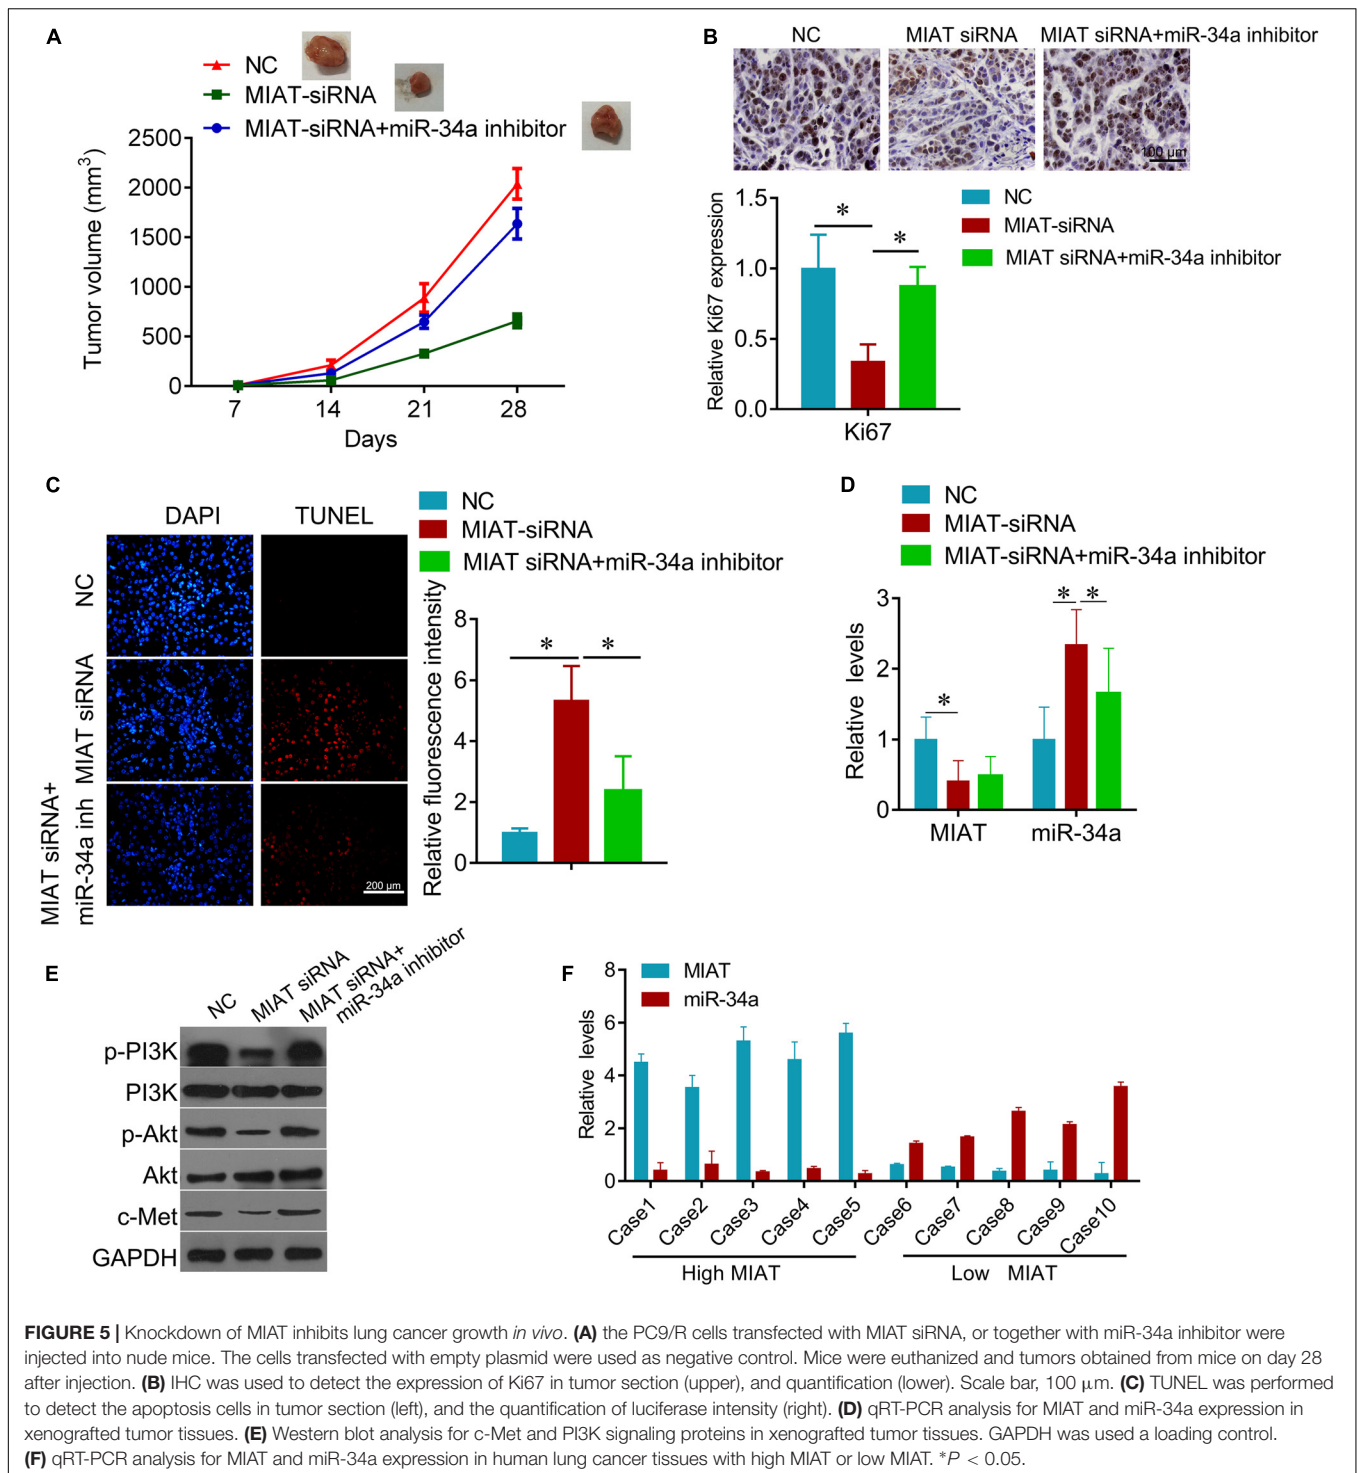 A
NC
MIAT-siRNA
MIAT-siRNA+miR-34a inhibitor
Tumor volume (mm³)
2500
2000
1500
1000
500
0
7 14 21 28
Days
B
NC MIAT siRNA MIAT siRNA+miR-34a inhibitor
100 µm
NC
MIAT-siRNA
MIAT siRNA+miR-34a inhibitor
Relative Ki67 expression
1.5
1.0
0.5
0.0
* *
Ki67
C
DAPI TUNEL
NC
MIAT siRNA
MIAT siRNA+
miR-34a inh
200 µm
NC
MIAT-siRNA
MIAT siRNA+miR-34a inhibitor
Relative fluorescence intensity
8
6
4
2
0
* *
D
NC
MIAT-siRNA
MIAT-siRNA+miR-34a inhibitor
Relative levels
3
2
1
0
* * *
MIAT miR-34a
E
NC
MIAT siRNA
MIAT siRNA+
miR-34a inhibitor
p-PI3K
PI3K
p-Akt
Akt
c-Met
GAPDH
F
MIAT
miR-34a
Relative levels
8
6
4
2
0
Case1 Case2 Case3 Case4 Case5 Case6 Case7 Case8 Case9 Case10
High MIAT Low MIAT
FIGURE 5 | Knockdown of MIAT inhibits lung cancer growth in vivo. (A) the PC9/R cells transfected with MIAT siRNA, or together with miR-34a inhibitor were
injected into nude mice. The cells transfected with empty plasmid were used as negative control. Mice were euthanized and tumors obtained from mice on day 28
after injection. (B) IHC was used to detect the expression of Ki67 in tumor section (upper), and quantification (lower). Scale bar, 100 µm. (C) TUNEL was performed
to detect the apoptosis cells in tumor section (left), and the quantification of luciferase intensity (right). (D) qRT-PCR analysis for MIAT and miR-34a expression in
xenografted tumor tissues. (E) Western blot analysis for c-Met and PI3K signaling proteins in xenografted tumor tissues. GAPDH was used a loading control.
(F) qRT-PCR analysis for MIAT and miR-34a expression in human lung cancer tissues with high MIAT or low MIAT. *P < 0.05.